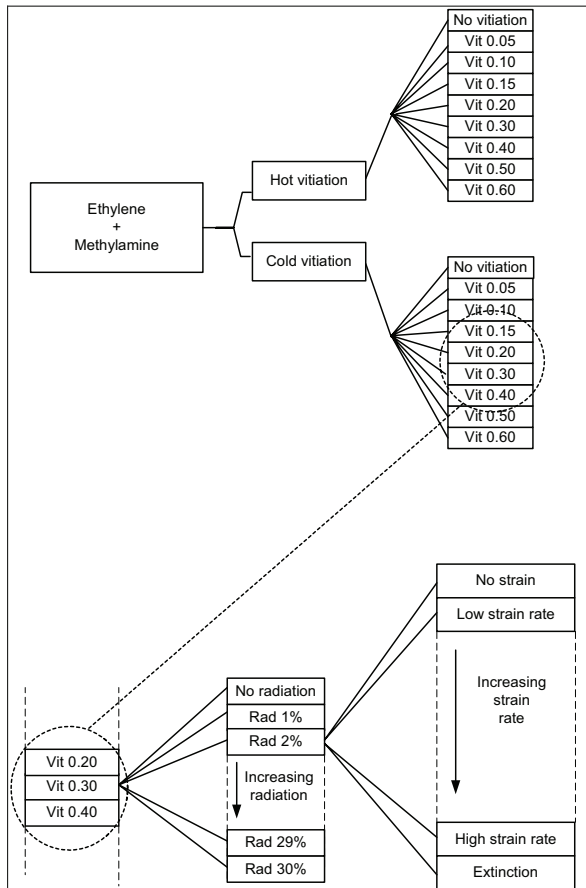 No vitiation
Vit 0.05
Vit 0.10
Vit 0.15
Vit 0.20
Vit 0.30
Vit 0.40
Vit 0.50
Vit 0.60
Hot vitiation
Ethylene
+
Methylamine
Cold vitiation
No vitiation
Vit 0.05
Vit 0.10
Vit 0.15
Vit 0.20
Vit 0.30
Vit 0.40
Vit 0.50
Vit 0.60
Vit 0.20
Vit 0.30
Vit 0.40
No radiation
Rad 1%
Rad 2%
Increasing
radiation
Rad 29%
Rad 30%
No strain
Low strain rate
Increasing
strain
rate
High strain rate
Extinction